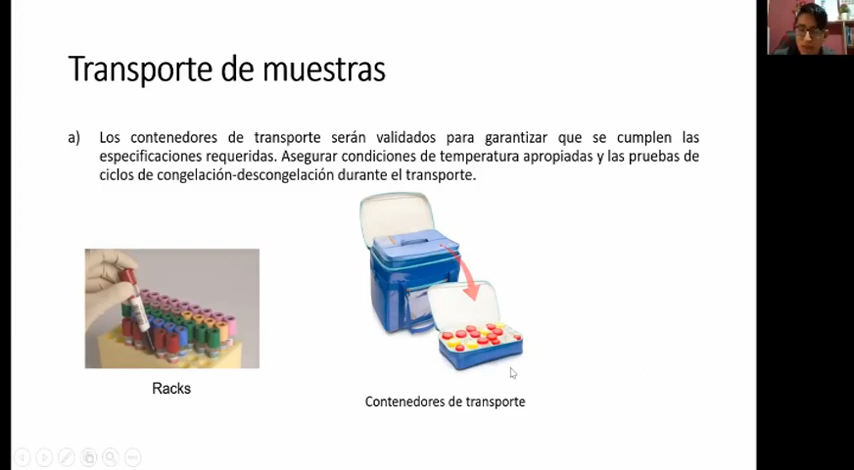 Transporte de muestras
a) Los contenedores de transporte serán validados para garantizar que se cumplen las
especificaciones requeridas. Asegurar condiciones de temperatura apropiadas y las pruebas de
ciclos de congelación-descongelación durante el transporte.
Racks
Contenedores de transporte